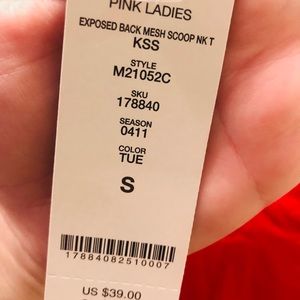 PINK LADIES
EXPOSED BACK MESH SCOOP NK T
KSS
STYLE
M21052C
SKU
178840
SEASON
0411
COLOR
TUE
S
17884082510007
US $39.00